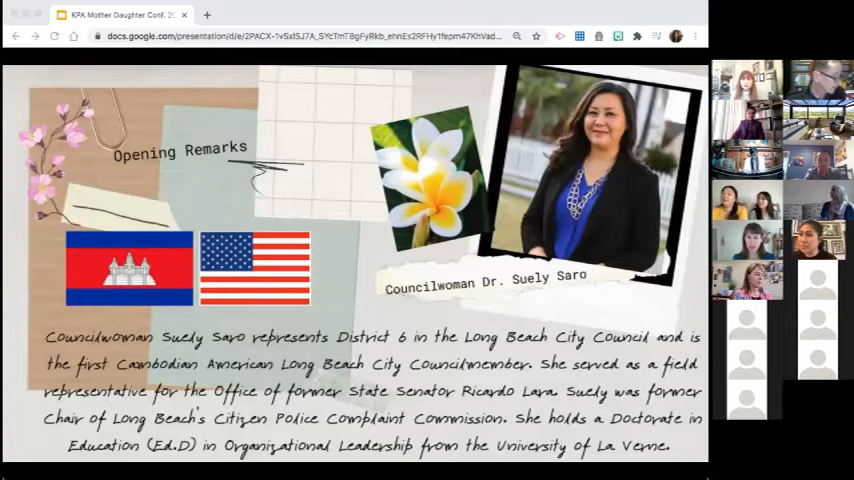 KPA Mother Daughter Conf. 2
docs.google.com/presentation/d/e/
Opening Remarks
Councilwoman Dr. Suely Saro
Councilwoman Suely Saro represents District 6 in the Long Beach City Council and is
the first Cambodian American Long Beach City Councilmember. She served as a field
representative for the Office of former State Senator Ricardo Lara. Suely was former
Chair of Long Beach's Citizen Police Complaint Commission. She holds a Doctorate in
Education (Ed.D) in Organizational Leadership from the University of La Verne.